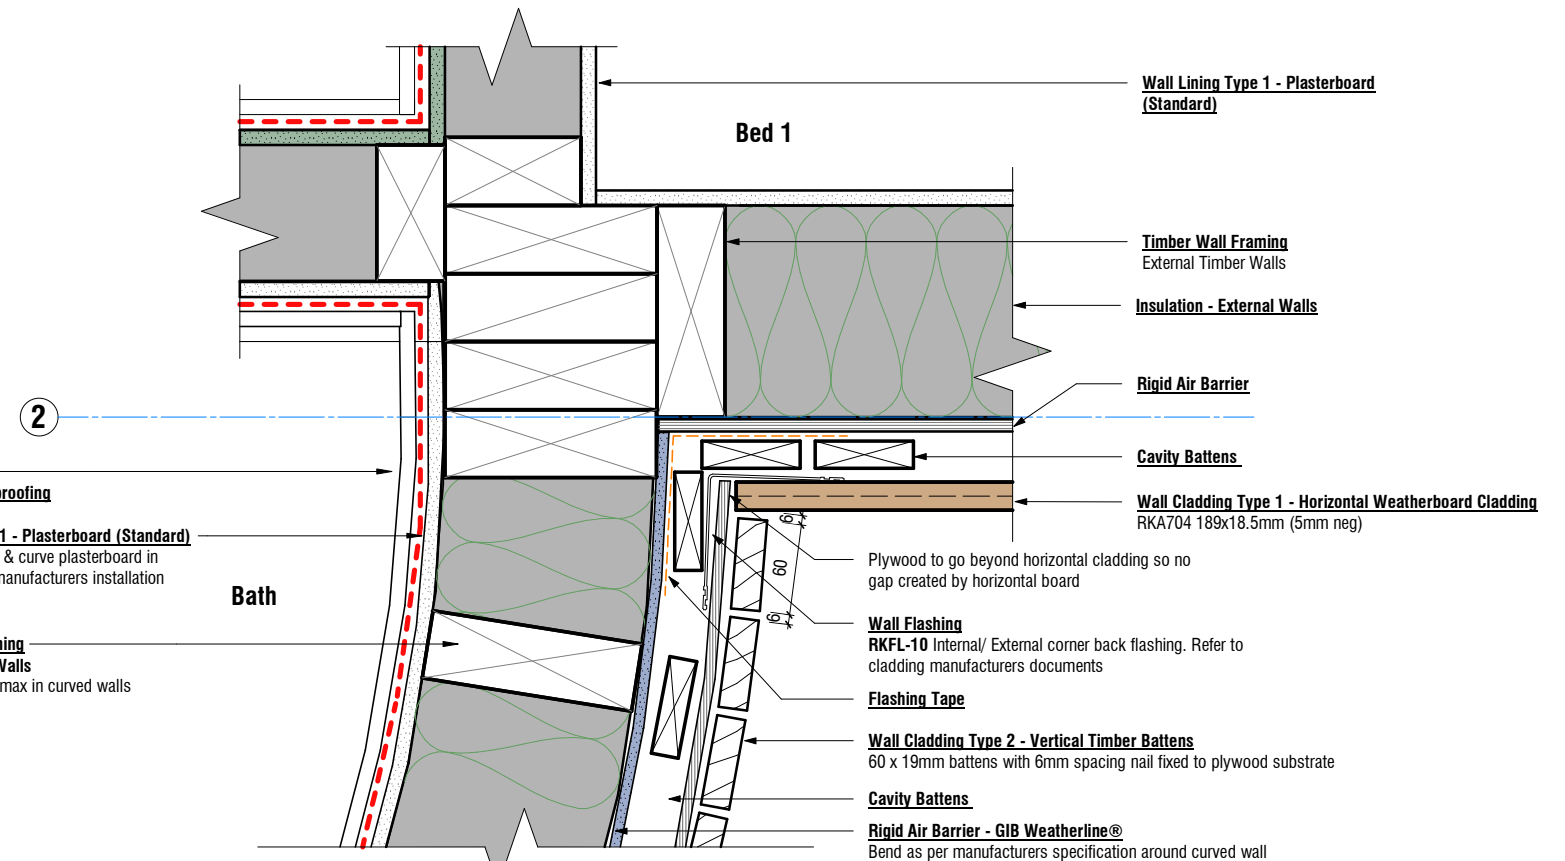 Wall Lining Type 1 - Plasterboard
(Standard)
Bed 1
Timber Wall Framing
External Timber Walls
Insulation - External Walls
Rigid Air Barrier
2
Cavity Battens
Wall Cladding Type 1 - Horizontal Weatherboard Cladding
RKA704 189x18.5mm (5mm neg)
roofing
1 - Plasterboard (Standard)
& curve plasterboard in
manufacturers installation
Bath
ning
Walls
max in curved walls
6
60
6
Plywood to go beyond horizontal cladding so no
gap created by horizontal board
Wall Flashing
RKFL-10 Internal/ External corner back flashing. Refer to
cladding manufacturers documents
Flashing Tape
Wall Cladding Type 2 - Vertical Timber Battens
60 x 19mm battens with 6mm spacing nail fixed to plywood substrate
Cavity Battens
Rigid Air Barrier - GIB Weatherline®
Bend as per manufacturers specification around curved wall